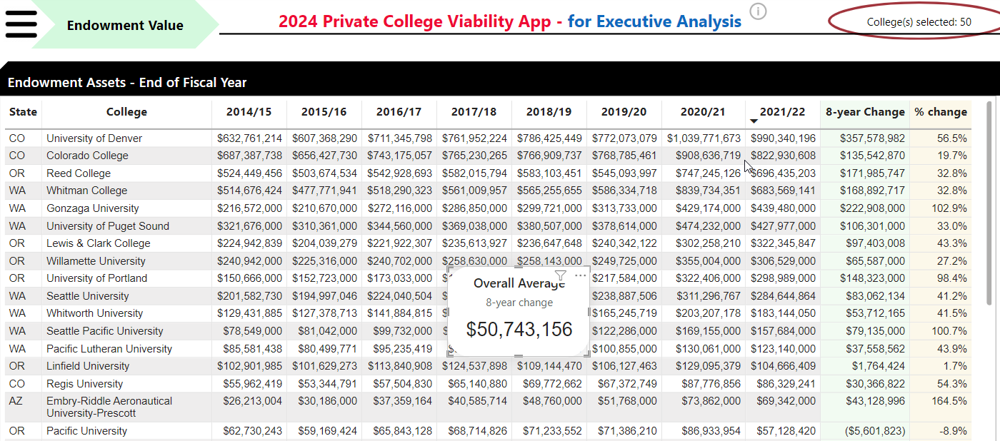 Endowment Value
2024 Private College Viability App - for Executive Analysis
i
College(s) selected: 50
Endowment Assets - End of Fiscal Year
State College 2014/15 2015/16 2016/17 2017/18 2018/19 2019/20 2020/21 2021/22 8-year Change % change
CO University of Denver $632,761,214 $607,368,290 $711,345,798 $761,952,224 $786,425,449 $772,073,079 $1,039,771,673 $990,340,196 $357,578,982 56.5%
CO Colorado College $687,387,738 $656,427,730 $743,175,057 $765,230,265 $766,909,737 $768,785,461 $908,636,719 $822,930,608 $135,542,870 19.7%
OR Reed College $524,449,456 $503,674,534 $542,928,693 $582,015,794 $583,103,451 $545,093,997 $747,245,126 $696,435,203 $171,985,747 32.8%
WA Whitman College $514,676,424 $477,771,941 $518,290,323 $561,009,957 $565,255,655 $586,334,718 $839,734,351 $683,569,141 $168,892,717 32.8%
WA Gonzaga University $216,572,000 $210,670,000 $272,116,000 $286,850,000 $299,721,000 $313,733,000 $429,174,000 $439,480,000 $222,908,000 102.9%
WA University of Puget Sound $321,676,000 $310,361,000 $344,560,000 $369,038,000 $380,507,000 $378,614,000 $474,232,000 $427,977,000 $106,301,000 33.0%
OR Lewis & Clark College $224,942,839 $204,039,279 $221,922,307 $235,613,927 $236,647,648 $240,342,122 $302,258,210 $322,345,847 $97,403,008 43.3%
OR Willamette University $240,942,000 $225,316,000 $240,702,000 $258,630,000 $258,143,000 $249,725,000 $355,004,000 $306,529,000 $65,587,000 27.2%
OR University of Portland $150,666,000 $152,723,000 $173,033,000 $217,584,000 $322,406,000 $298,989,000 $148,323,000 98.4%
WA Seattle University $201,582,730 $194,997,046 $224,040,504 $238,887,506 $311,296,767 $284,644,864 $83,062,134 41.2%
WA Whitworth University $129,431,885 $127,378,713 $141,884,815 $165,245,719 $203,207,178 $183,144,050 $53,712,165 41.5%
WA Seattle Pacific University $78,549,000 $81,042,000 $99,732,000 $122,286,000 $169,155,000 $157,684,000 $79,135,000 100.7%
WA Pacific Lutheran University $85,581,438 $80,499,771 $95,235,419 $100,855,000 $130,061,000 $123,140,000 $37,558,562 43.9%
Overall Average
8-year change
$50,743,156
OR Linfield University $102,901,985 $101,629,273 $113,840,908 $124,537,898 $109,144,470 $106,127,463 $129,095,379 $104,666,409 $1,764,424 1.7%
CO Regis University $55,962,419 $53,344,791 $57,504,830 $65,140,880 $69,772,662 $67,372,749 $87,776,856 $86,329,241 $30,366,822 54.3%
AZ Embry-Riddle Aeronautical $26,213,004 $30,186,000 $37,359,164 $40,585,714 $48,760,000 $51,768,000 $73,862,000 $69,342,000 $43,128,996 164.5%
University-Prescott
OR Pacific University $62,730,243 $59,169,424 $65,843,128 $68,714,826 $71,233,552 $71,386,210 $86,933,954 $57,128,420 ($5,601,823) -8.9%